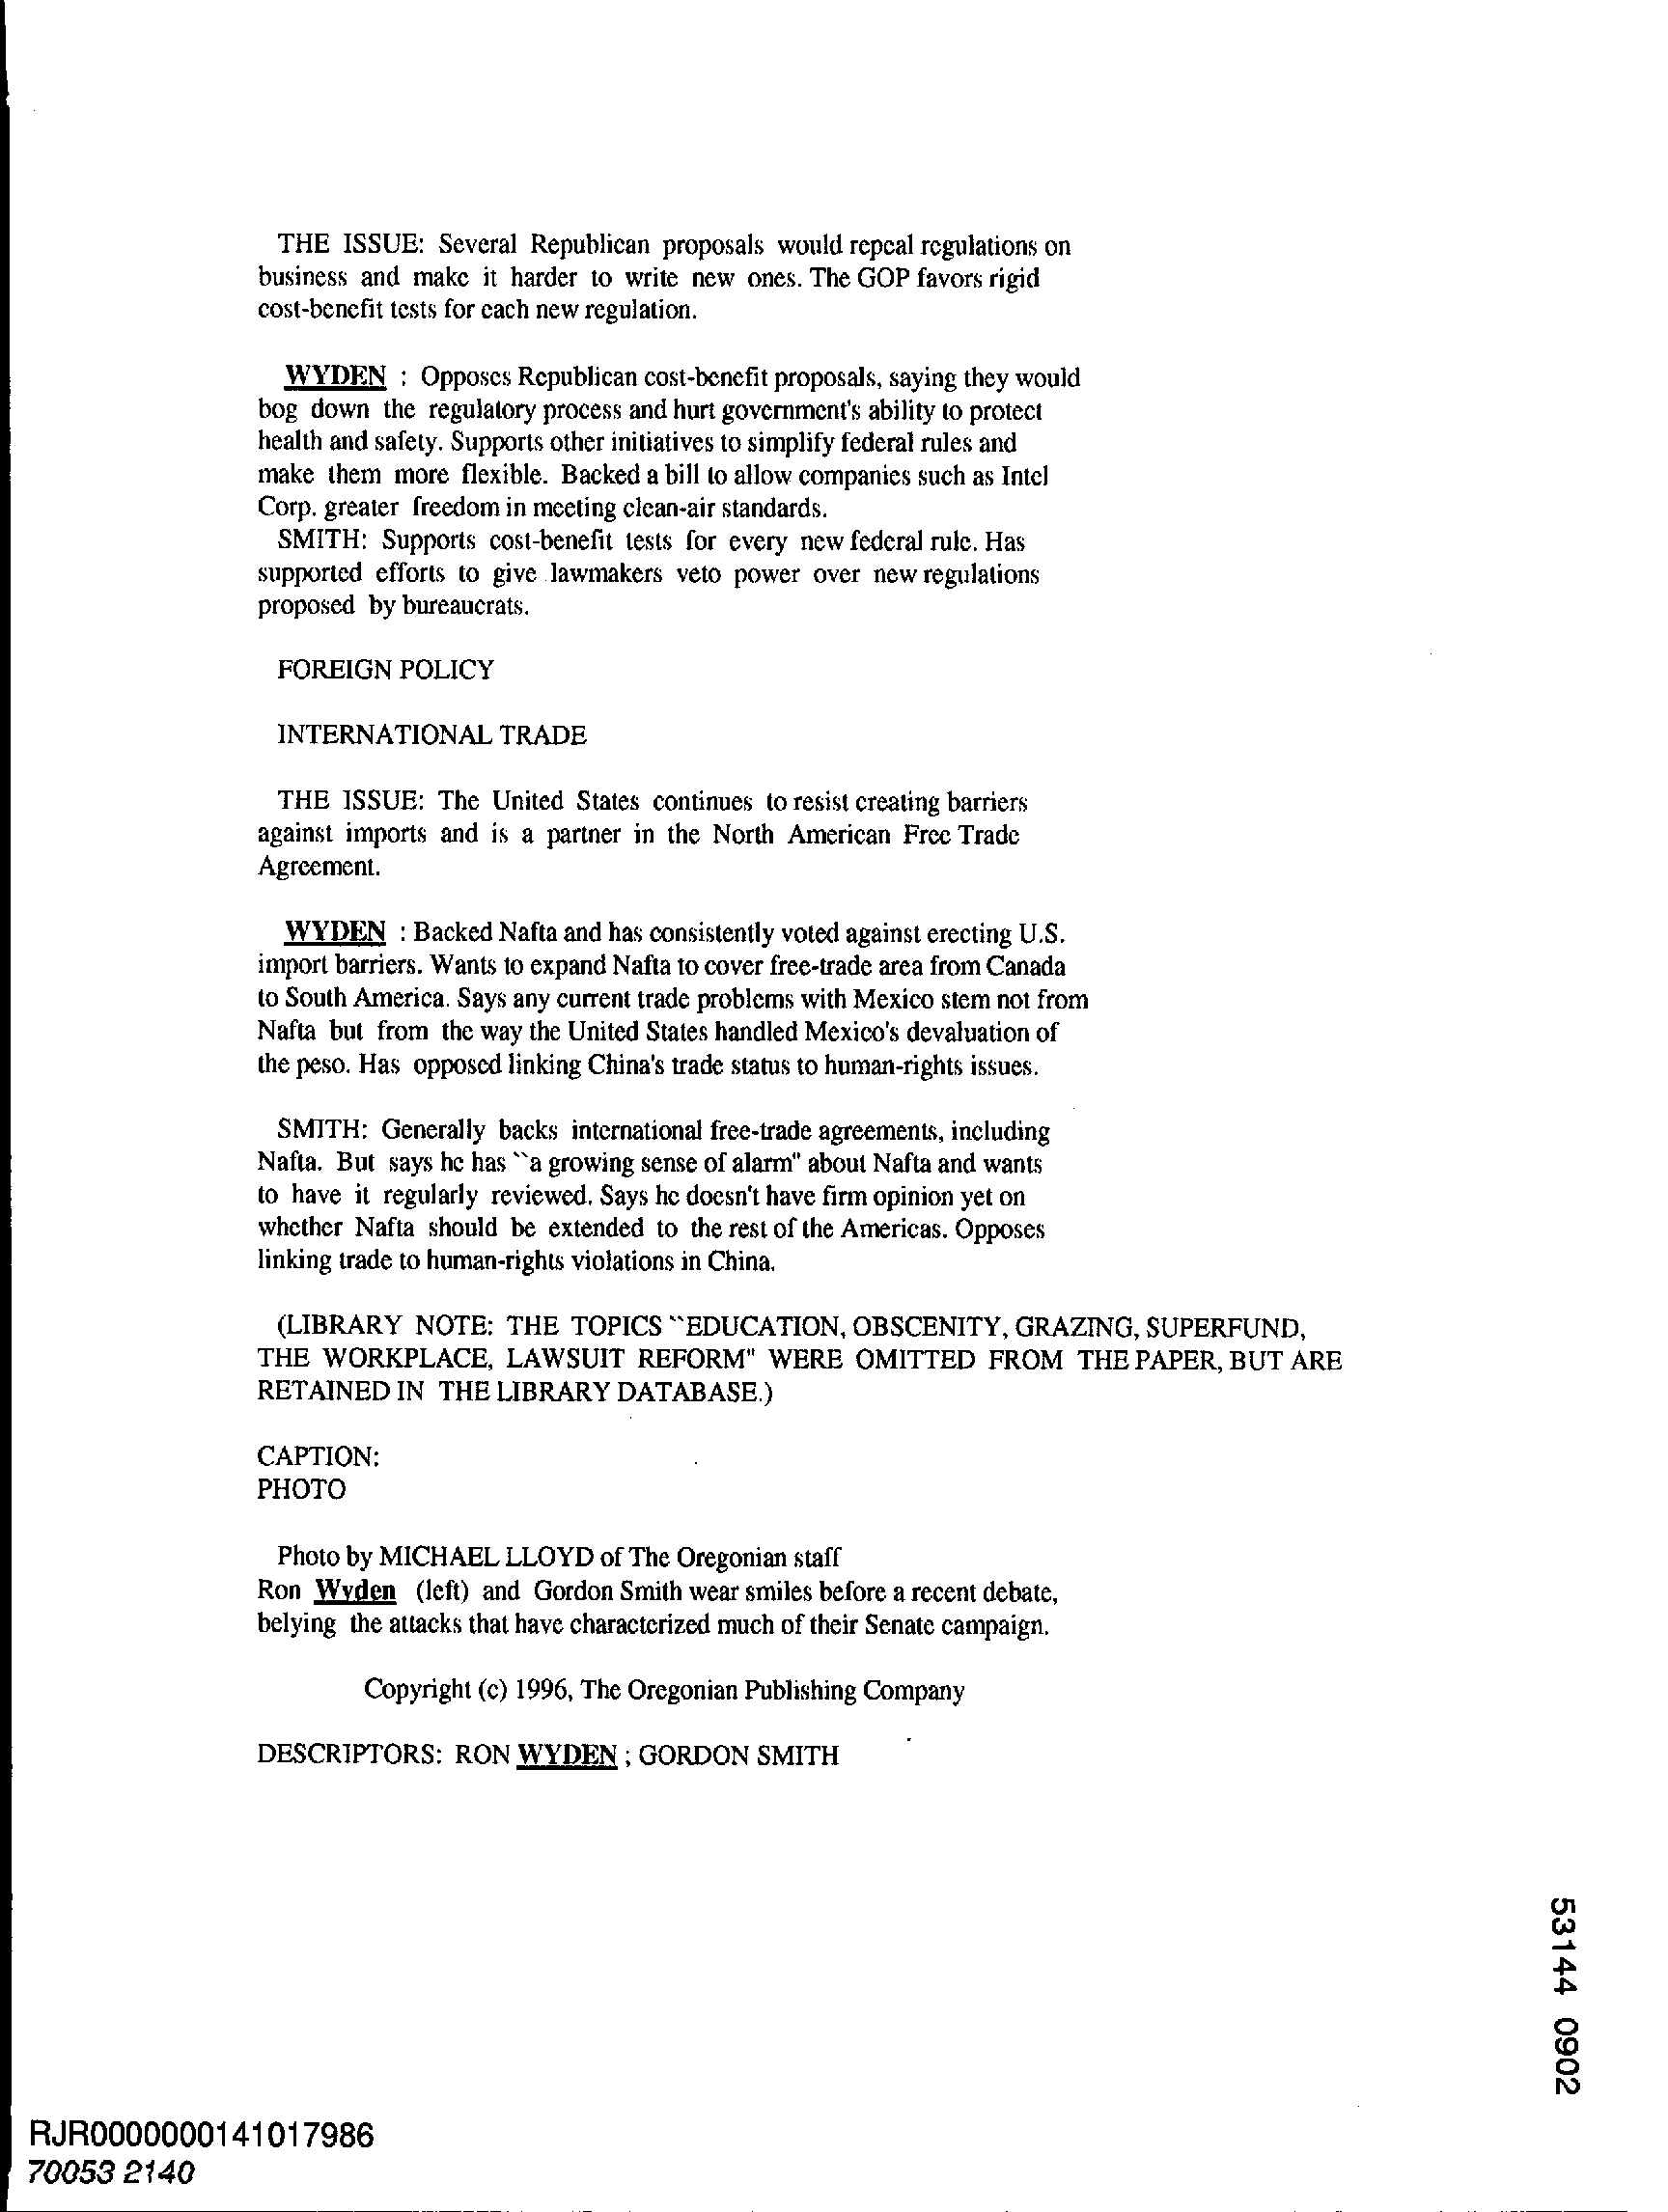 THE ISSUE: Several Republican proposals would repeal regulations on
business and make it harder to write new ones. The GOP favors rigid
cost-benefit tests for each new regulation.
WYDEN : Opposes Republican cost-benefit proposals, saying they would
bog down the regulatory process and hurt government's ability to protect
health and safety. Supports other initiatives to simplify federal rules and
make them more flexible. Backed a bill to allow companies such as Intel
Corp. greater freedom in meeting clean-air standards.
SMITH: Supports cost-benefit tests for every new federal rule. Has
supported efforts to give lawmakers veto power over new regulations
proposed by bureaucrats.
FOREIGN POLICY
INTERNATIONAL TRADE
THE ISSUE: The United States continues to resist creating barriers
against imports and is a partner in the North American Free Trade
Agreement.
WYDEN : Backed Nafta and has consistently voted against erecting U.S.
import barriers. Wants to expand Nafta to cover free-trade area from Canada
to South America. Says any current trade problems with Mexico stem not from
Nafta but from the way the United States handled Mexico's devaluation of
the peso. Has opposed linking China's trade status to human-rights issues.
SMITH: Generally backs international free-trade agreements, including
Nafta. But says he has ``a growing sense of alarm" about Nafta and wants
to have it regularly reviewed. Says he doesn't have firm opinion yet on
whether Nafta should be extended to the rest of the Americas. Opposes
linking trade to human-rights violations in China.
(LIBRARY NOTE: THE TOPICS ``EDUCATION, OBSCENITY, GRAZING, SUPERFUND,
THE WORKPLACE, LAWSUIT REFORM" WERE OMITTED FROM THE PAPER, BUT ARE
RETAINED IN THE LIBRARY DATABASE.)
CAPTION:
PHOTO
Photo by MICHAEL LLOYD of The Oregonian staff
Ron Wyden (left) and Gordon Smith wear smiles before a recent debate,
belying the attacks that have characterized much of their Senate campaign.
Copyright (c) 1996, The Oregonian Publishing Company
DESCRIPTORS: RON WYDEN ; GORDON SMITH
53144 0902
RJR0000000141017986
70053 2140